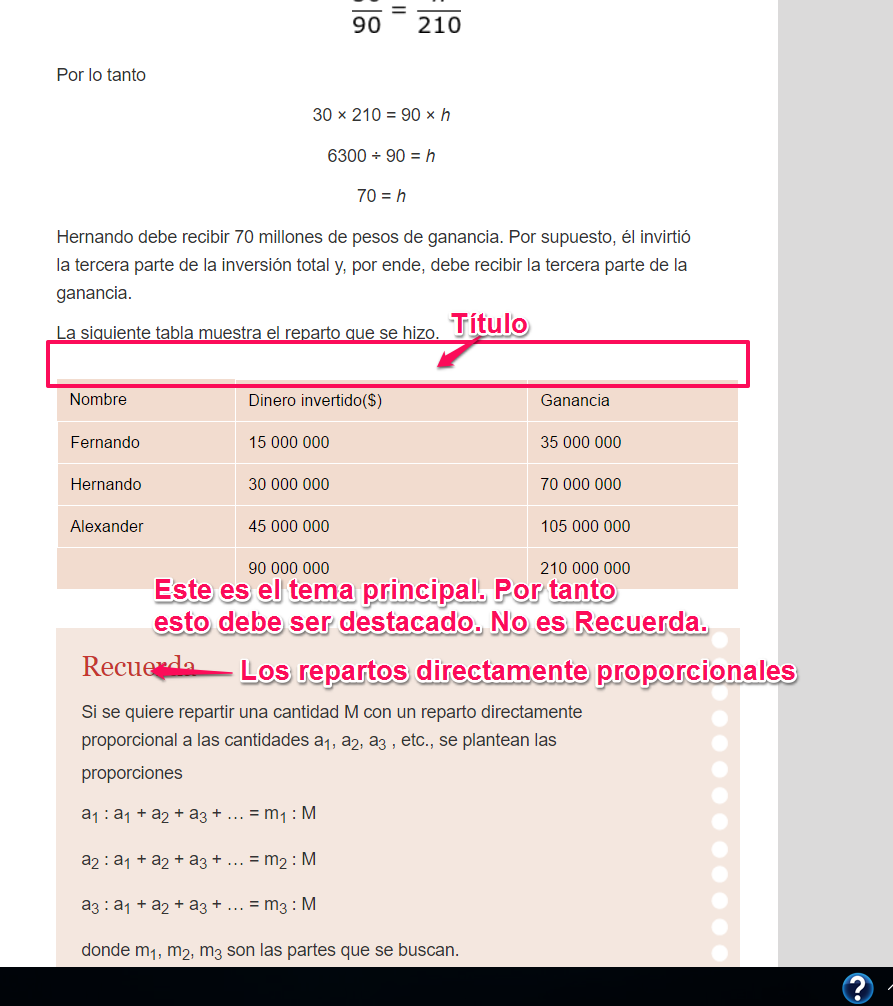 90 = 210
Por lo tanto
30 × 210 = 90 × h
6300 ÷ 90 = h
70 = h
Hernando debe recibir 70 millones de pesos de ganancia. Por supuesto, él invirtió
la tercera parte de la inversión total y, por ende, debe recibir la tercera parte de la
ganancia.
La siguiente tabla muestra el reparto que se hizo.
Título
Nombre Dinero invertido($) Ganancia
Fernando 15 000 000 35 000 000
Hernando 30 000 000 70 000 000
Alexander 45 000 000 105 000 000
90 000 000 210 000 000
Este es el tema principal. Por tanto
esto debe ser destacado. No es Recuerda.
Recuerda
Los repartos directamente proporcionales
Si se quiere repartir una cantidad M con un reparto directamente
proporcional a las cantidades a₁, a₂, a₃ , etc., se plantean las
proporciones
a₁ : a₁ + a₂ + a₃ + … = m₁ : M
a₂ : a₁ + a₂ + a₃ + … = m₂ : M
a₃ : a₁ + a₂ + a₃ + … = m₃ : M
donde m₁, m₂, m₃ son las partes que se buscan.
?